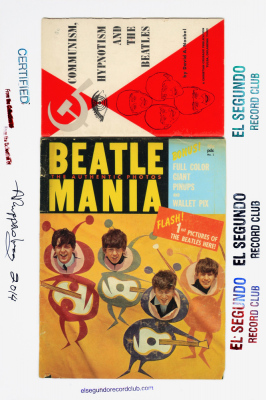 COMMUNISM,
HYPNOTISM
AND
THE
BEATLES
BEATLE
MANIA
THE AUTHENTIC PHOTOS
FULL COLOR
GIANT
PINUPS
WALLET PIX
FLASH!
1st PICTURES OF
THE BEATLES HERE!
CERTIFIED
EL SEGUNDO
RECORD CLUB
EL SEGUNDO
RECORD CLUB
EL SEGUNDO
RECORD CLUB
2014
elsegundorecordclub.com